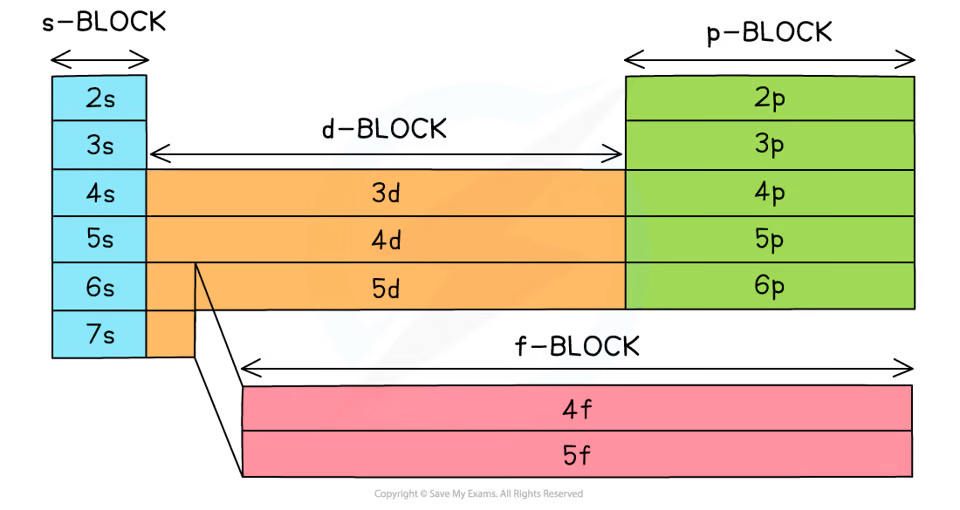 s-BLOCK
p-BLOCK
2s
2p
d-BLOCK
3s
3p
4s
3d
4p
5s
4d
5p
6s
5d
6p
7s
f-BLOCK
4f
5f
Copyright © Save My Exams. All Rights Reserved